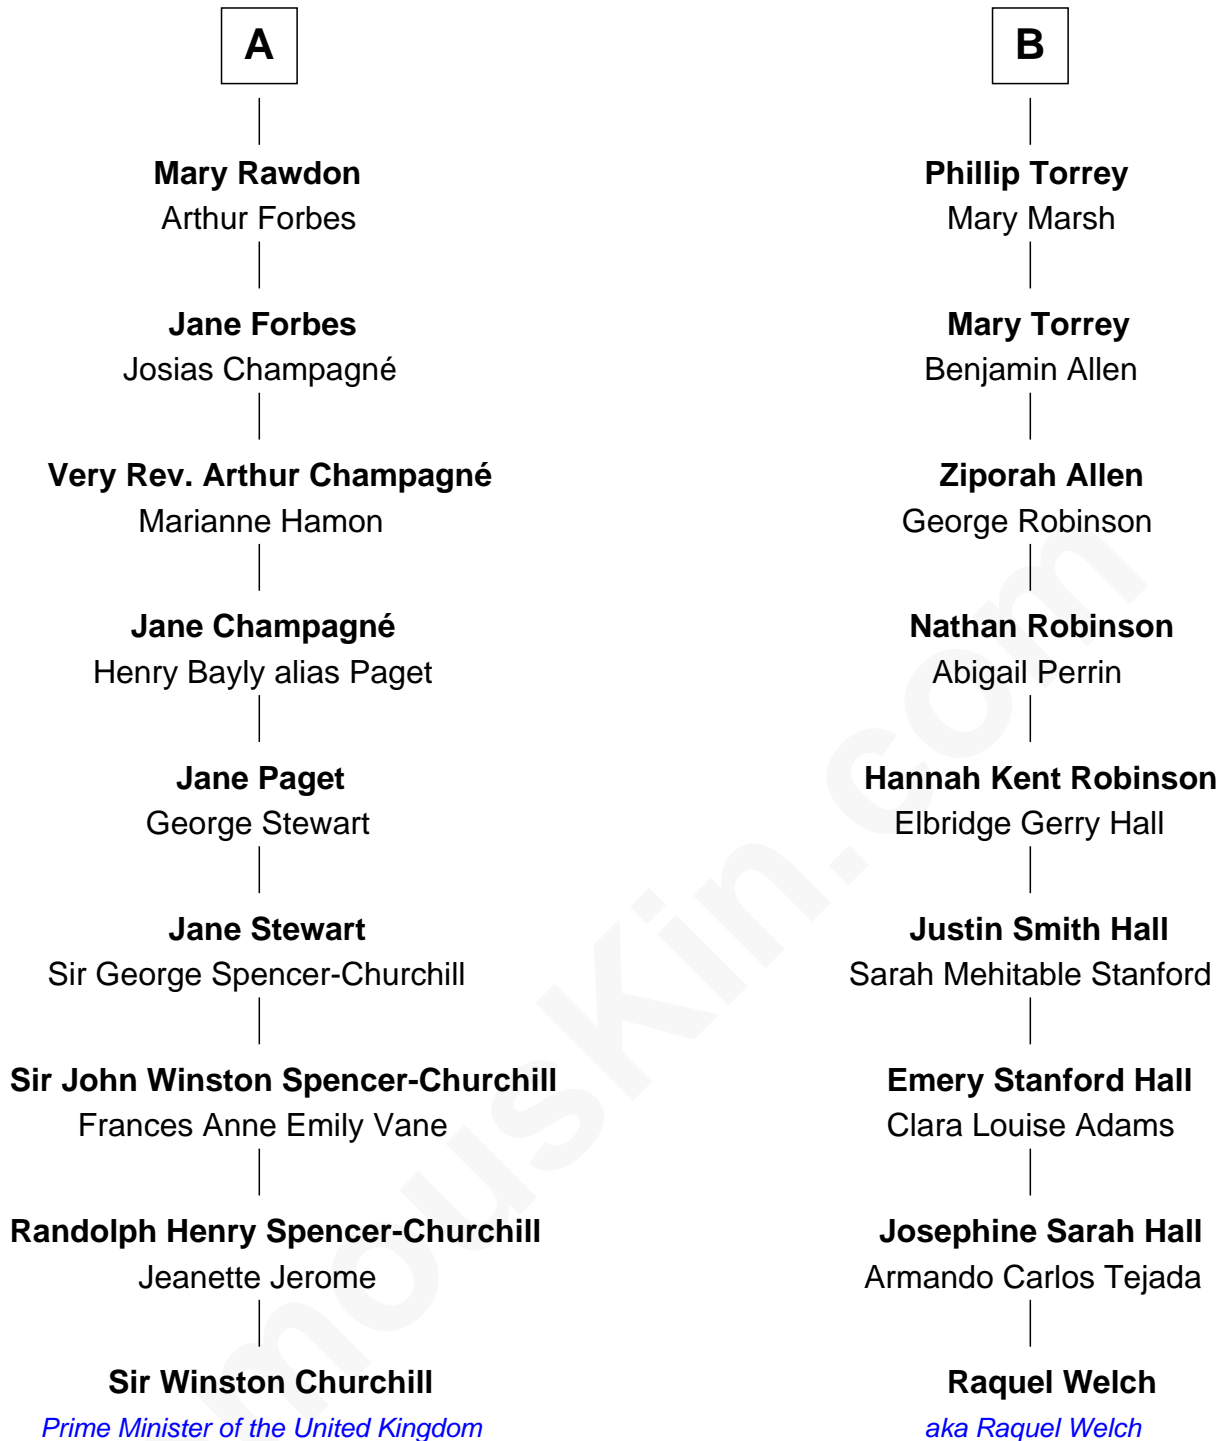 A
Mary Rawdon
Arthur Forbes
Jane Forbes
Josias Champagné
Very Rev. Arthur Champagné
Marianne Hamon
Jane Champagné
Henry Bayly alias Paget
Jane Paget
George Stewart
Jane Stewart
Sir George Spencer-Churchill
Sir John Winston Spencer-Churchill
Frances Anne Emily Vane
Randolph Henry Spencer-Churchill
Jeanette Jerome
Sir Winston Churchill
Prime Minister of the United Kingdom
B
Phillip Torrey
Mary Marsh
Mary Torrey
Benjamin Allen
Ziporah Allen
George Robinson
Nathan Robinson
Abigail Perrin
Hannah Kent Robinson
Elbridge Gerry Hall
Justin Smith Hall
Sarah Mehitable Stanford
Emery Stanford Hall
Clara Louise Adams
Josephine Sarah Hall
Armando Carlos Tejada
Raquel Welch
aka Raquel Welch
mousKin.com